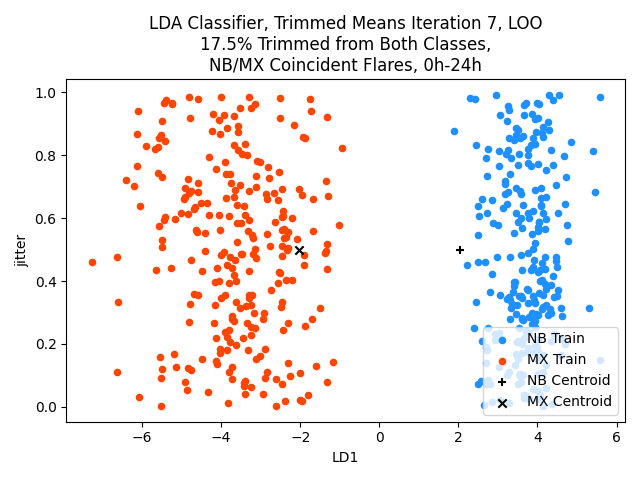 LDA Classifier, Trimmed Means Iteration 7, LOO
17.5% Trimmed from Both Classes,
NB/MX Coincident Flares, 0h-24h
jitter
1.0
0.8
0.6
0.4
0.2
0.0
−6
−4
−2
0
2
4
6
LD1
NB Train
MX Train
NB Centroid
MX Centroid